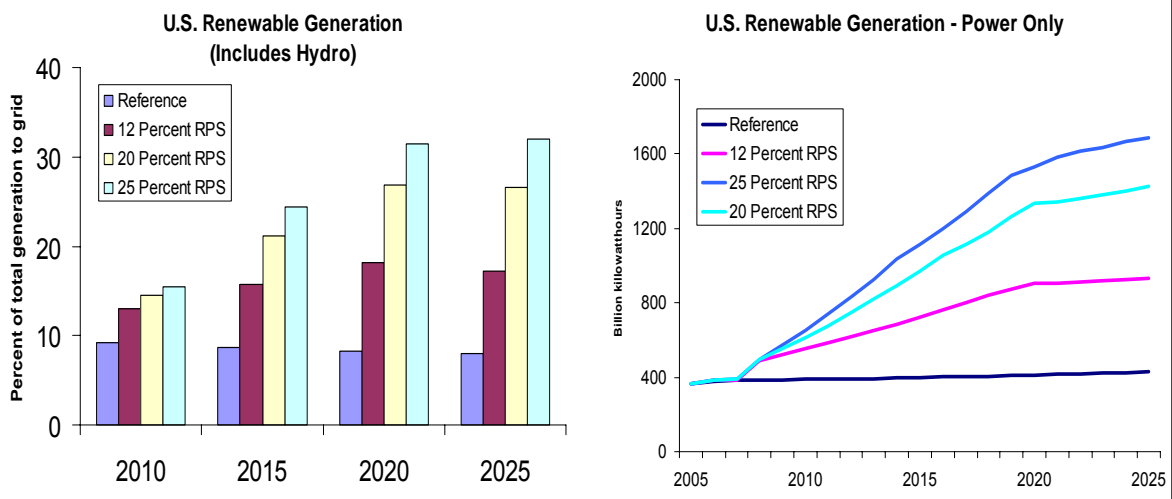 U.S. Renewable Generation
(Includes Hydro)
Percent of total generation to grid
40
30
20
10
0
Reference
12 Percent RPS
20 Percent RPS
25 Percent RPS
2010
2015
2020
2025
U.S. Renewable Generation - Power Only
Billion killowatthours
2000
1600
1200
800
400
0
Reference
12 Percent RPS
25 Percent RPS
20 Percent RPS
2005
2010
2015
2020
2025